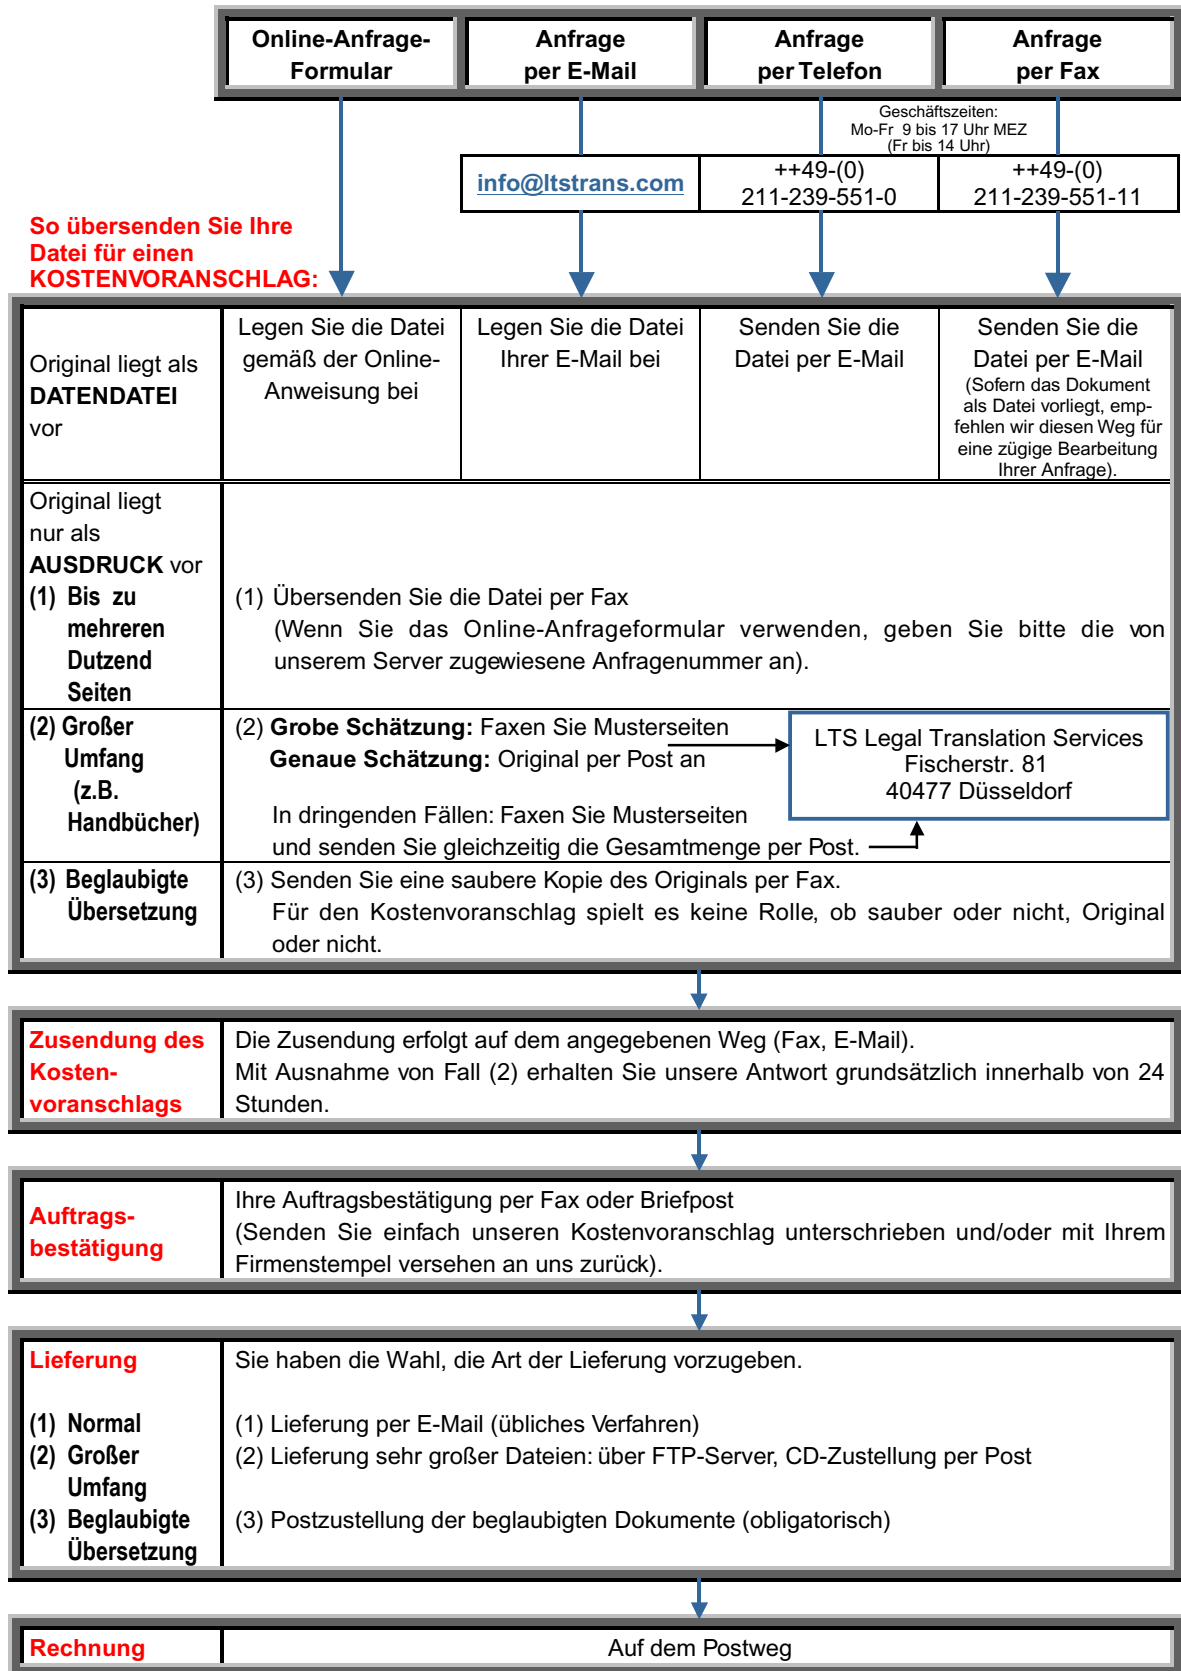 Online-Anfrage-
Formular
Anfrage
per E-Mail
Anfrage
per Telefon
Anfrage
per Fax
Geschäftszeiten:
Mo-Fr 9 bis 17 Uhr MEZ
(Fr bis 14 Uhr)
info@ltstrans.com
++49-(0)
211-239-551-0
++49-(0)
211-239-551-11
So übersenden Sie Ihre
Datei für einen
KOSTENVORANSCHLAG:
Original liegt als
DATENDATEI
vor
Legen Sie die Datei
gemäß der Online-
Anweisung bei
Legen Sie die Datei
Ihrer E-Mail bei
Senden Sie die
Datei per E-Mail
Senden Sie die
Datei per E-Mail
(Sofern das Dokument
als Datei vorliegt, emp-
fehlen wir diesen Weg für
eine zügige Bearbeitung
Ihrer Anfrage).
Original liegt
nur als
AUSDRUCK vor
(1) Bis zu
mehreren
Dutzend
Seiten
(1) Übersenden Sie die Datei per Fax
(Wenn Sie das Online-Anfrageformular verwenden, geben Sie bitte die von
unserem Server zugewiesene Anfragenummer an).
(2) Großer
Umfang
(z.B.
Handbücher)
(2) Grobe Schätzung: Faxen Sie Musterseiten
Genaue Schätzung: Original per Post an
In dringenden Fällen: Faxen Sie Musterseiten
und senden Sie gleichzeitig die Gesamtmenge per Post.
LTS Legal Translation Services
Fischerstr. 81
40477 Düsseldorf
(3) Beglaubigte
Übersetzung
(3) Senden Sie eine saubere Kopie des Originals per Fax.
Für den Kostenvoranschlag spielt es keine Rolle, ob sauber oder nicht, Original
oder nicht.
Zusendung des
Kosten-
voranschlags
Die Zusendung erfolgt auf dem angegebenen Weg (Fax, E-Mail).
Mit Ausnahme von Fall (2) erhalten Sie unsere Antwort grundsätzlich innerhalb von 24
Stunden.
Auftrags-
bestätigung
Ihre Auftragsbestätigung per Fax oder Briefpost
(Senden Sie einfach unseren Kostenvoranschlag unterschrieben und/oder mit Ihrem
Firmenstempel versehen an uns zurück).
Lieferung
Sie haben die Wahl, die Art der Lieferung vorzugeben.
(1) Normal
(1) Lieferung per E-Mail (übliches Verfahren)
(2) Großer
Umfang
(2) Lieferung sehr großer Dateien: über FTP-Server, CD-Zustellung per Post
(3) Beglaubigte
Übersetzung
(3) Postzustellung der beglaubigten Dokumente (obligatorisch)
Rechnung
Auf dem Postweg